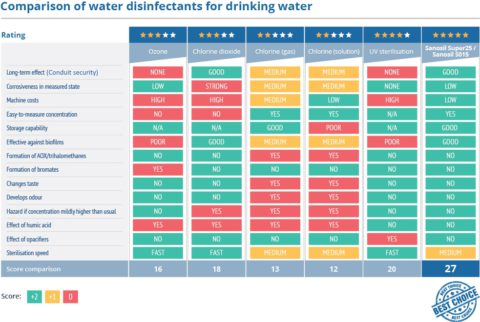 Comparison of water disinfectants for drinking water
Rating
Ozone Chlorine dioxide Chlorine (gas) Chlorine (solution) UV sterilisation Sanosil Super25 / Sanosil S015
Long-term effect (Conduit security) NONE GOOD MEDIUM MEDIUM NONE GOOD
Corrosiveness in measured state LOW STRONG MEDIUM MEDIUM NONE LOW
Machine costs HIGH HIGH MEDIUM LOW HIGH LOW
Easy-to-measure concentration NO NO YES YES N/A YES
Storage capability N/A N/A GOOD POOR N/A GOOD
Effective against biofilms POOR GOOD MEDIUM MEDIUM POOR GOOD
Formation of AOX/trihalomethanes NO NO YES YES NO NO
Formation of bromates YES NO NO NO NO NO
Changes taste NO NO YES YES NO NO
Develops odour NO NO YES YES NO NO
Hazard if concentration mildly higher than usual NO YES YES YES NO NO
Effect of humic acid YES YES YES YES NO NO
Effect of opacifiers NO NO NO NO YES NO
Sterilisation speed FAST FAST MEDIUM MEDIUM FAST MEDIUM
Score comparison 16 18 13 12 20 27
Score: +2 +1 0
BEST CHOICE
BEST CHOICE
BEST CHOICE